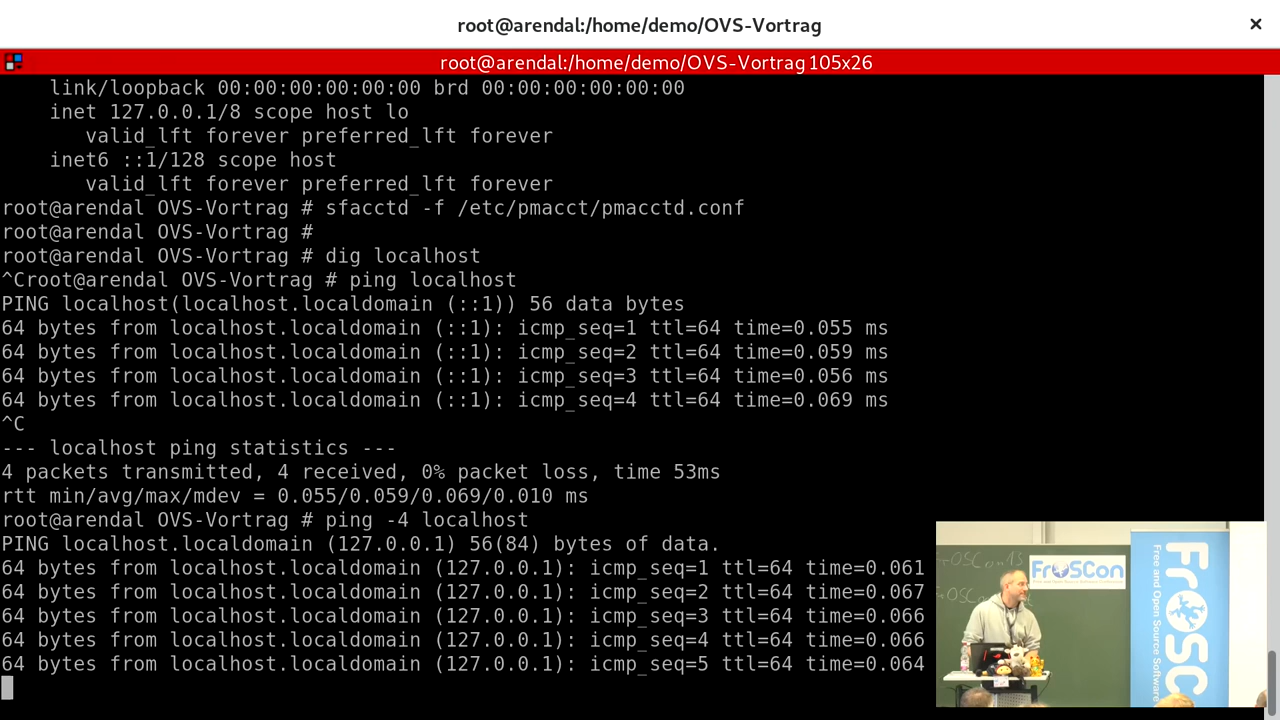 root@arendal:/home/demo/OVS-Vortrag
root@arendal:/home/demo/OVS-Vortrag 105x26
link/loopback 00:00:00:00:00:00 brd 00:00:00:00:00:00
inet 127.0.0.1/8 scope host lo
valid_lft forever preferred_lft forever
inet6 ::1/128 scope host
valid_lft forever preferred_lft forever
root@arendal OVS-Vortrag # sfacctd -f /etc/pmacct/pmacctd.conf
root@arendal OVS-Vortrag #
root@arendal OVS-Vortrag # dig localhost
^Croot@arendal OVS-Vortrag # ping localhost
PING localhost(localhost.localdomain (::1)) 56 data bytes
64 bytes from localhost.localdomain (::1): icmp_seq=1 ttl=64 time=0.055 ms
64 bytes from localhost.localdomain (::1): icmp_seq=2 ttl=64 time=0.059 ms
64 bytes from localhost.localdomain (::1): icmp_seq=3 ttl=64 time=0.056 ms
64 bytes from localhost.localdomain (::1): icmp_seq=4 ttl=64 time=0.069 ms
^C
--- localhost ping statistics ---
4 packets transmitted, 4 received, 0% packet loss, time 53ms
rtt min/avg/max/mdev = 0.055/0.059/0.069/0.010 ms
root@arendal OVS-Vortrag # ping -4 localhost
PING localhost.localdomain (127.0.0.1) 56(84) bytes of data.
64 bytes from localhost.localdomain (127.0.0.1): icmp_seq=1 ttl=64 time=0.061
64 bytes from localhost.localdomain (127.0.0.1): icmp_seq=2 ttl=64 time=0.067
64 bytes from localhost.localdomain (127.0.0.1): icmp_seq=3 ttl=64 time=0.066
64 bytes from localhost.localdomain (127.0.0.1): icmp_seq=4 ttl=64 time=0.066
64 bytes from localhost.localdomain (127.0.0.1): icmp_seq=5 ttl=64 time=0.064
FrOSCon
FrOSC
Free and Open Source Software